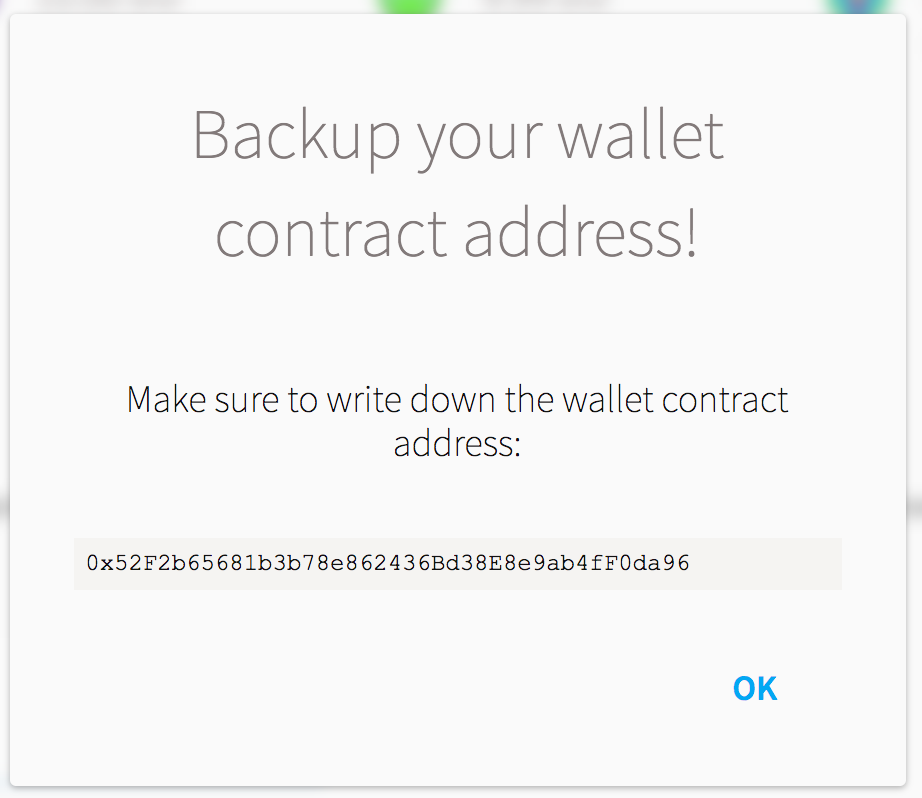 Backup your wallet
contract address!
Make sure to write down the wallet contract
address:
0x52F2b65681b3b78e862436Bd38E8e9ab4fF0da96
OK